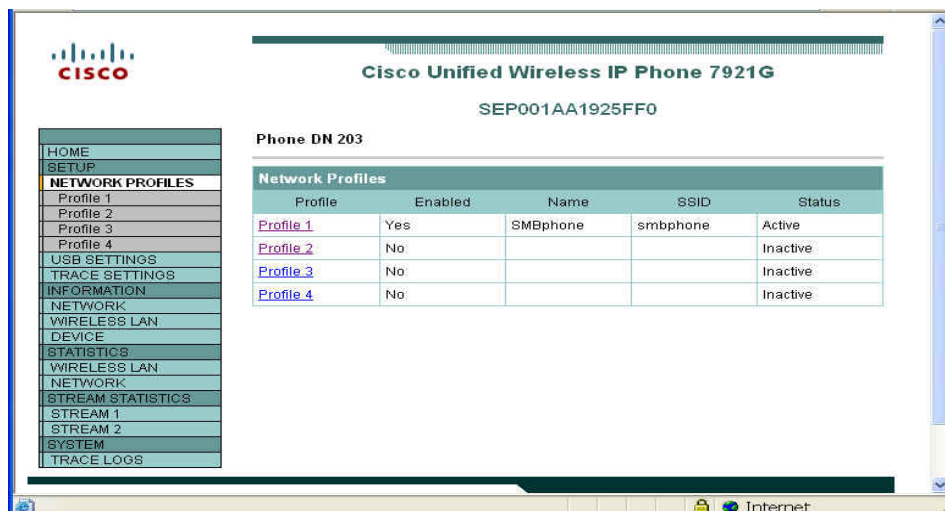 CISCO
Cisco Unified Wireless IP Phone 7921G
SEP001AA1925FF0
Phone DN 203
HOME
SETUP
NETWORK PROFILES
Profile 1
Profile 2
Profile 3
Profile 4
USB SETTINGS
TRACE SETTINGS
INFORMATION
NETWORK
WIRELESS LAN
DEVICE
STATISTICS
WIRELESS LAN
NETWORK
STREAM STATISTICS
STREAM 1
STREAM 2
SYSTEM
TRACE LOGS
Network Profiles
Profile Enabled Name SSID Status
Profile 1 Yes SMBphone smbphone Active
Profile 2 No Inactive
Profile 3 No Inactive
Profile 4 No Inactive
Internet